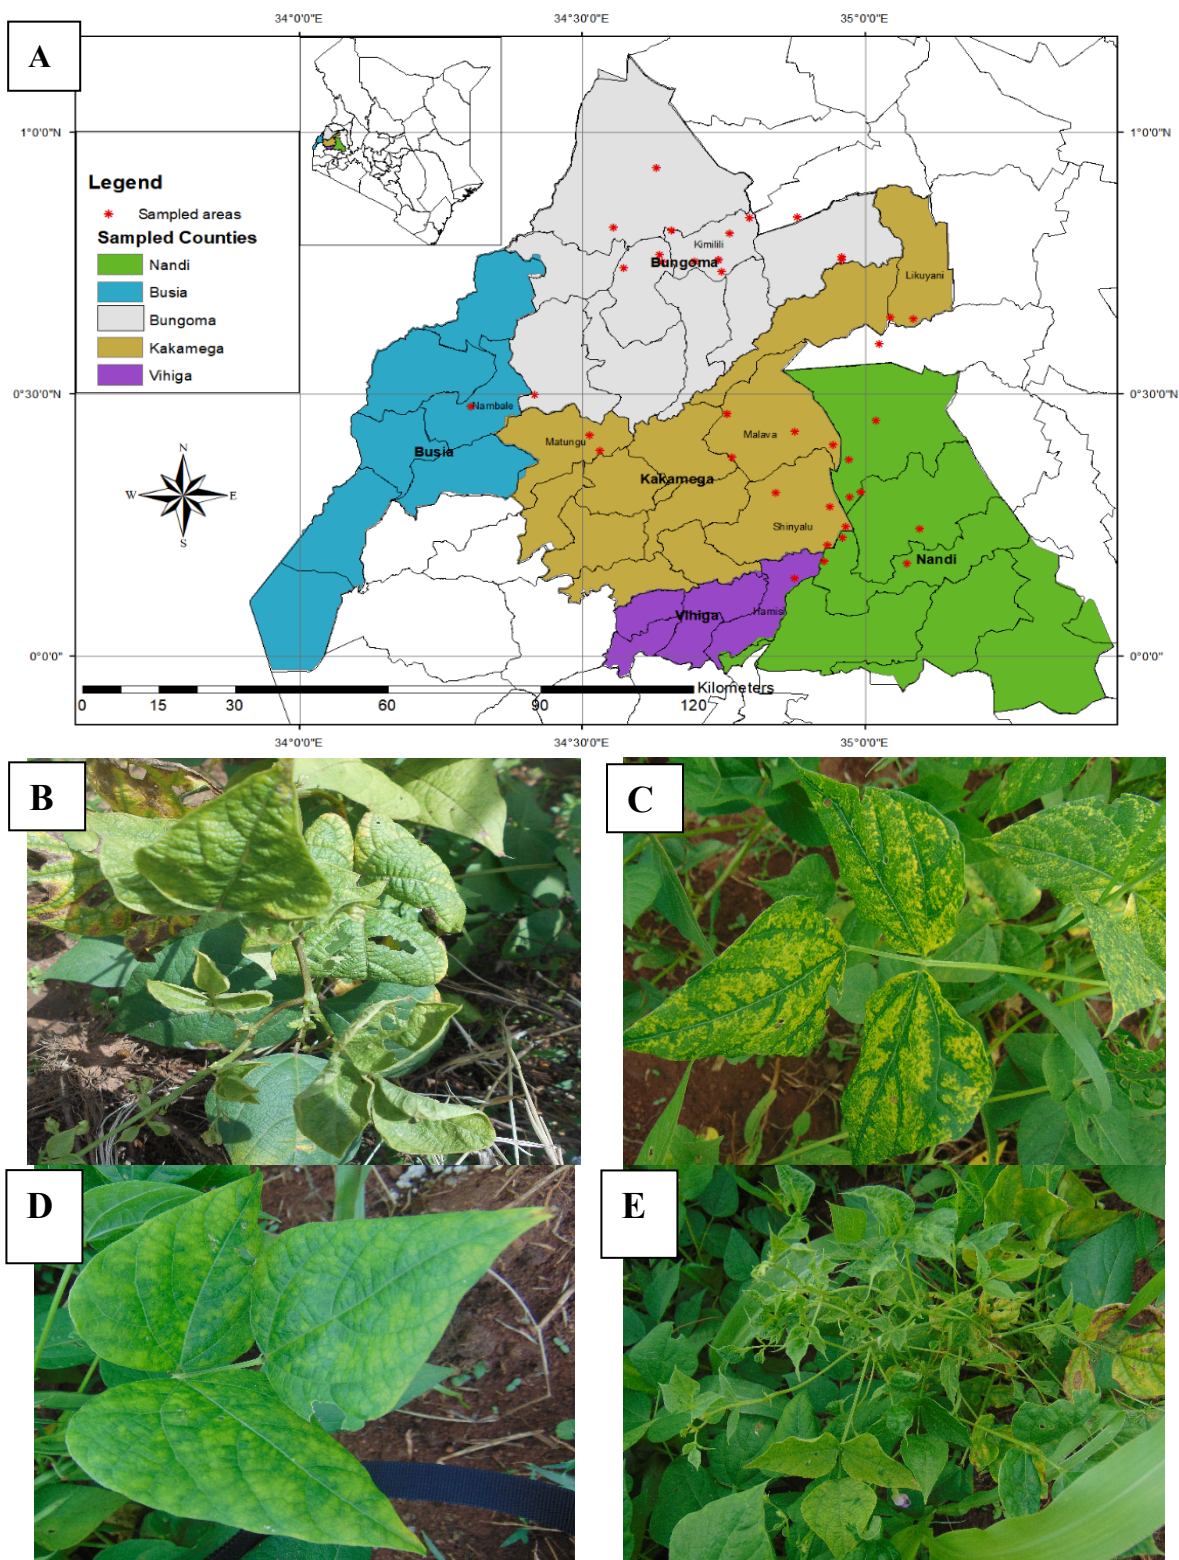 A
34°0'0"E 34°30'0"E 35°0'0"E
1°0'0"N 1°0'0"N
Legend
Sampled areas
Sampled Counties
Nandi
Busia
Bungoma
Kakamega
Vihiga
Kimilili
Bungoma
Likuyani
0°30'0"N 0°30'0"N
Nambale
Matungu
Malava
Busia
Kakamega
N
W E
S
Shinyalu
Nandi
Vihiga
Hamisi
0°0'0" 0°0'0"
Kilometers
0 15 30 60 90 120
34°0'0"E 34°30'0"E 35°0'0"E
B
C
D
E